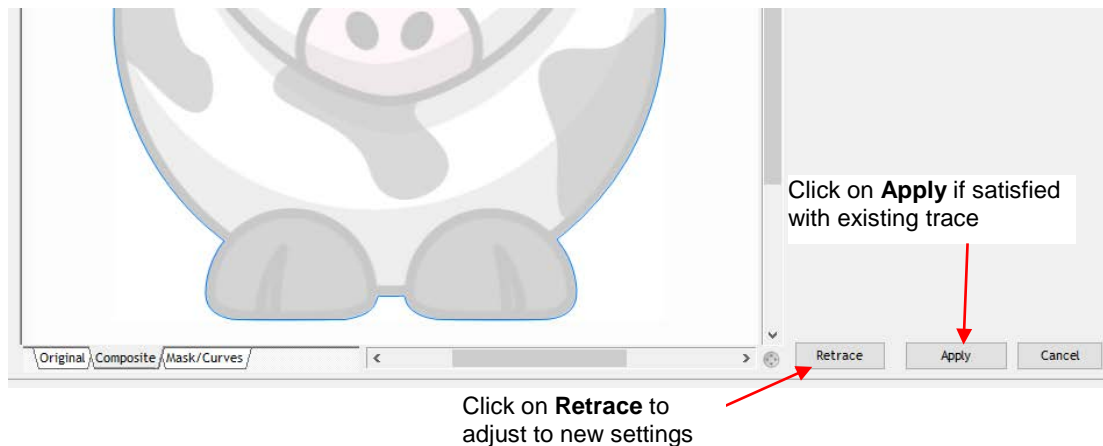 Click on Apply if satisfied
with existing trace
Original Composite Mask/Curves
Retrace Apply Cancel
Click on Retrace to
adjust to new settings